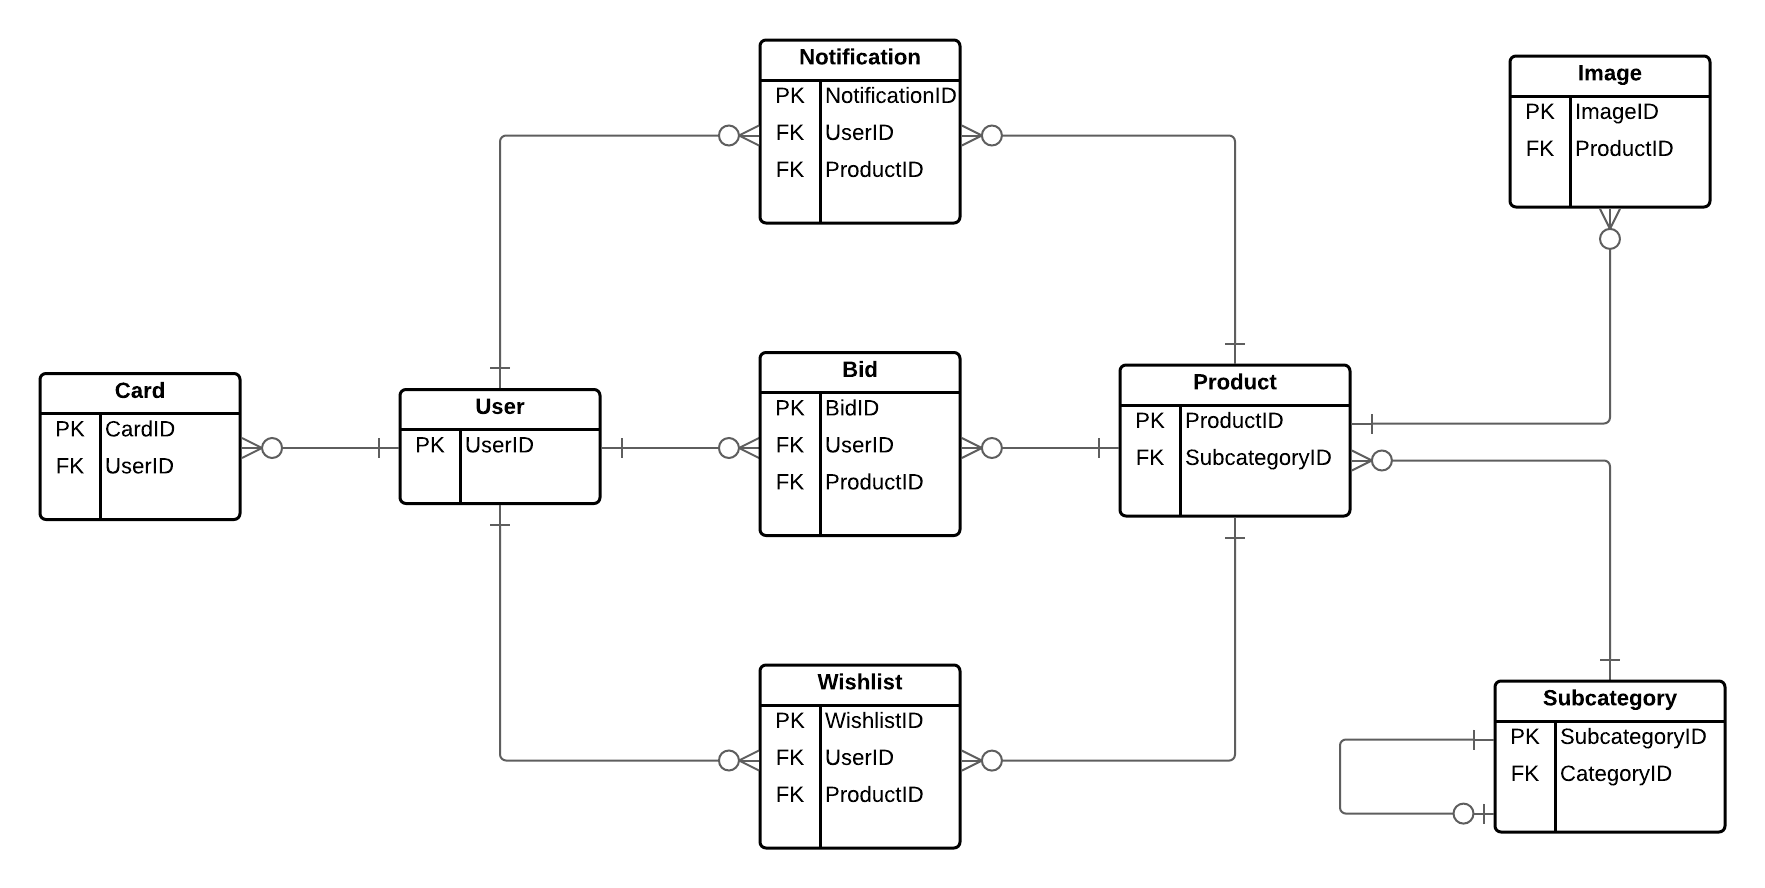 Notification
PK NotificationID
FK UserID
FK ProductID
Image
PK ImageID
FK ProductID
Card
PK CardID
FK UserID
User
PK UserID
Bid
PK BidID
FK UserID
FK ProductID
Product
PK ProductID
FK SubcategoryID
Wishlist
PK WishlistID
FK UserID
FK ProductID
Subcategory
PK SubcategoryID
FK CategoryID